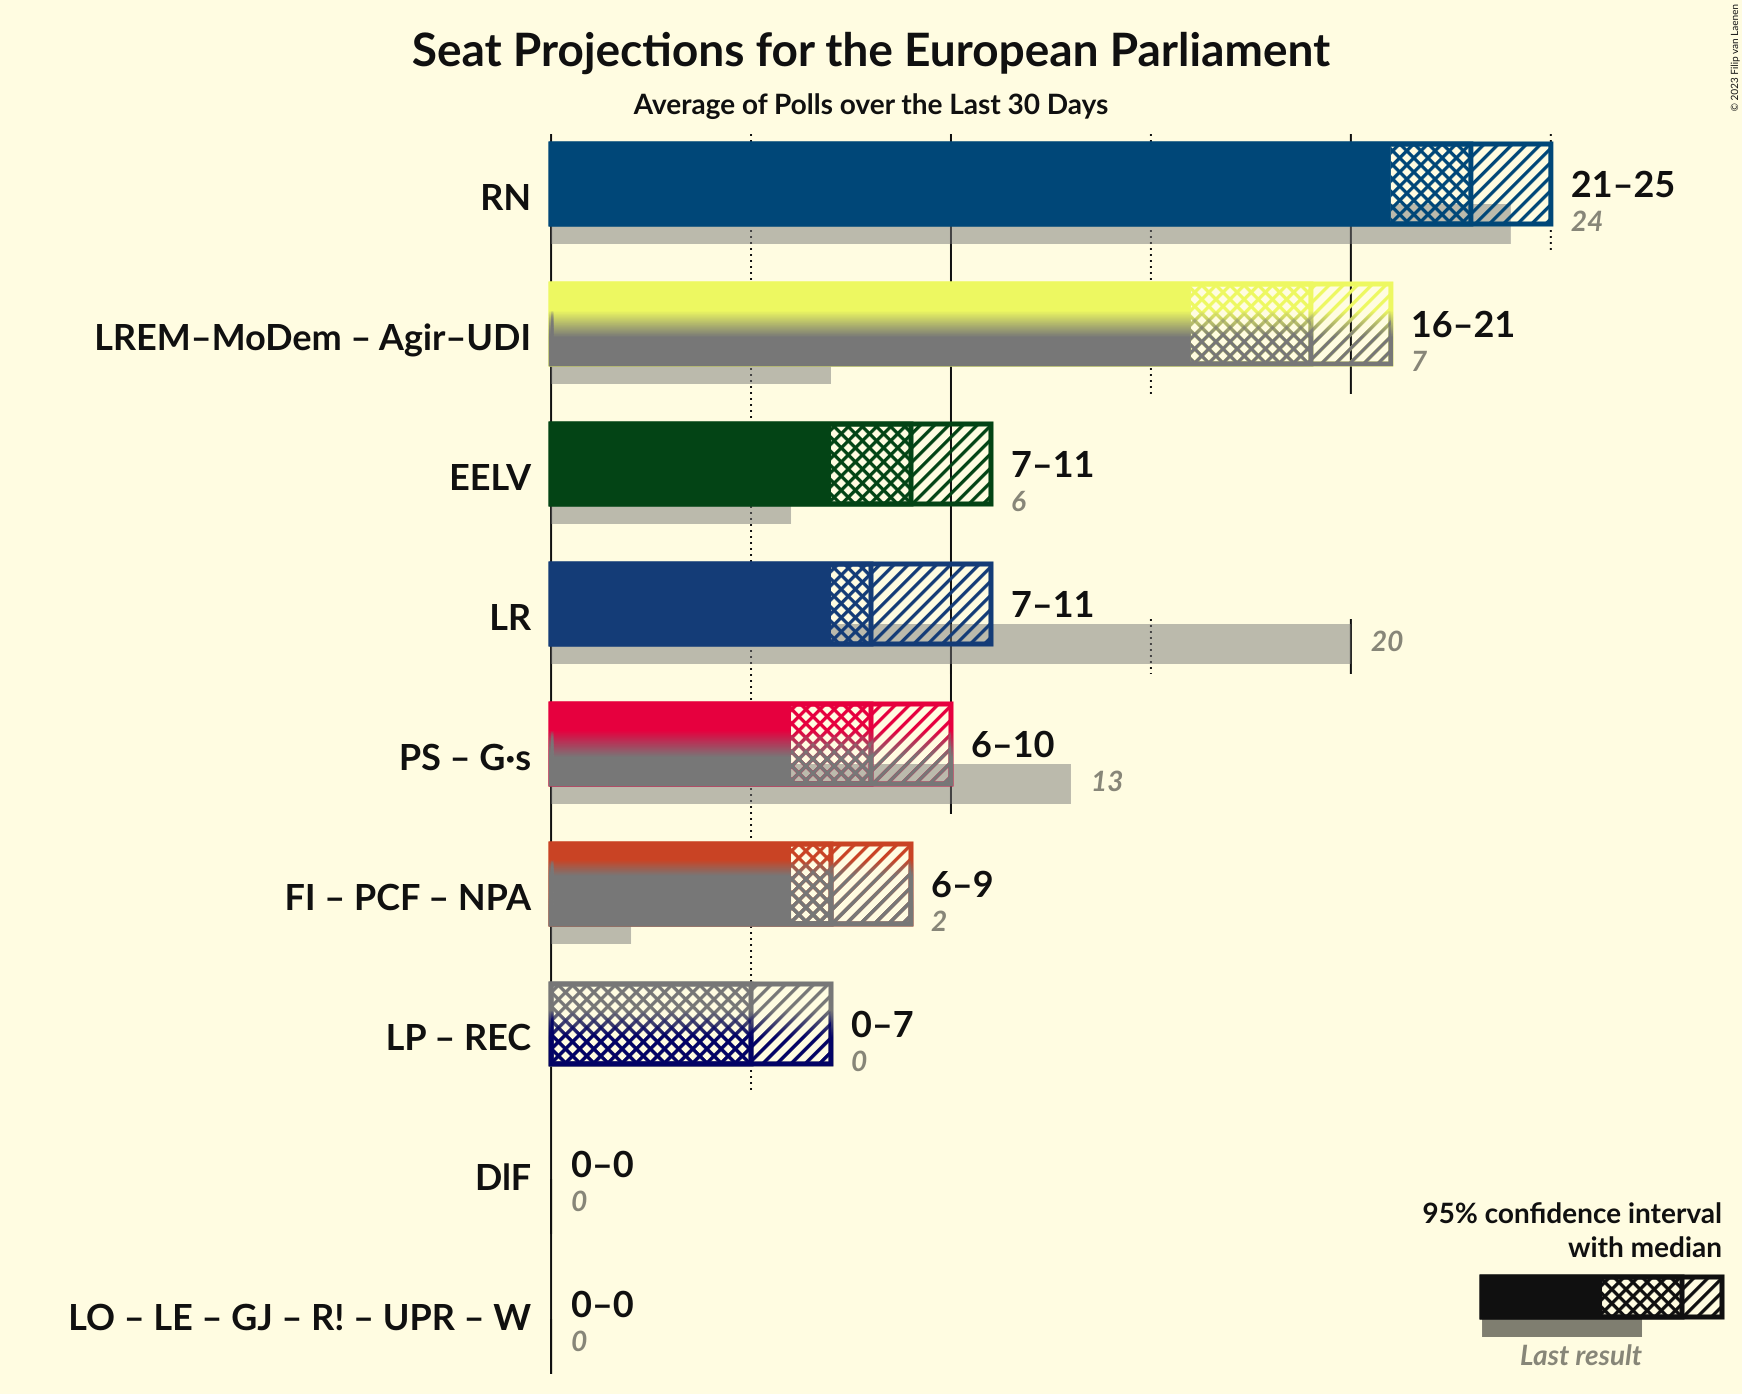 Seat Projections for the European Parliament
Average of Polls over the Last 30 Days
© 2023 Filip van Laenen
RN
21–25
24
LREM–MoDem – Agir–UDI
16–21
7
EELV
7–11
6
LR
7–11
20
PS – G·s
6–10
13
FI – PCF – NPA
6–9
2
LP – REC
0–7
0
DlF
0–0
0
LO – LE – GJ – R! – UPR – W
0–0
0
95% confidence interval
with median
Last result